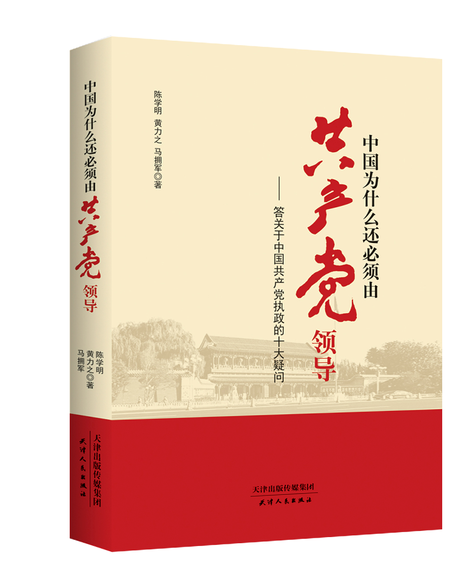 中国为什么还必须由
共产党
领导
——答关于中国共产党执政的十大疑问
陈学明 黄力之 马拥军◎著
天津出版传媒集团
天津人民出版社
中国为什么还必须由
共产党
领导
陈学明
黄力之◎著
马拥军
天津出版传媒集团
天津人民出版社